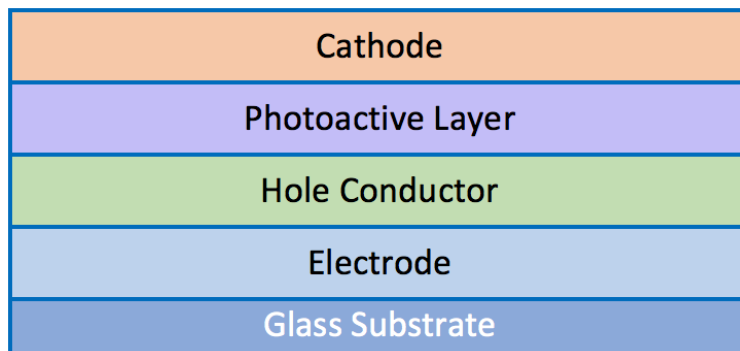 Cathode
Photoactive Layer
Hole Conductor
Electrode
Glass Substrate